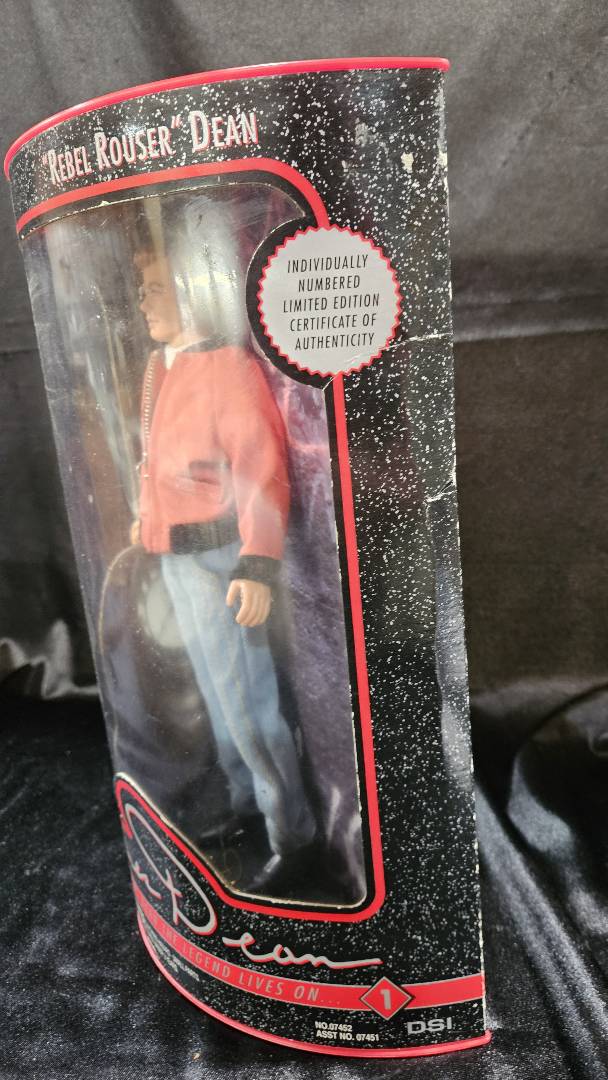 "REBEL ROUSER" DEAN
INDIVIDUALLY
NUMBERED
LIMITED EDITION
CERTIFICATE OF
AUTHENTICITY
Dean
THE LEGEND LIVES ON...
1
NO.07452
ASST NO. 07451
DSI